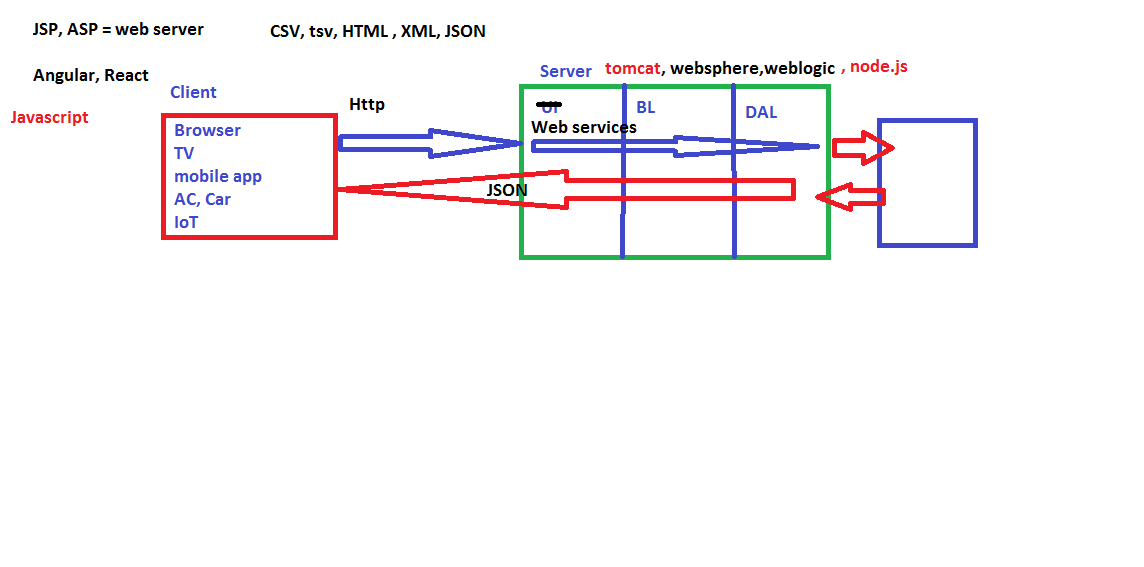 JSP, ASP = web server
CSV, tsv, HTML , XML, JSON
Angular, React
Server
tomcat, websphere,weblogic , node.js
Client
Http
Javascript
BL
DAL
Browser
Web services
TV
mobile app
JSON
AC, Car
IoT